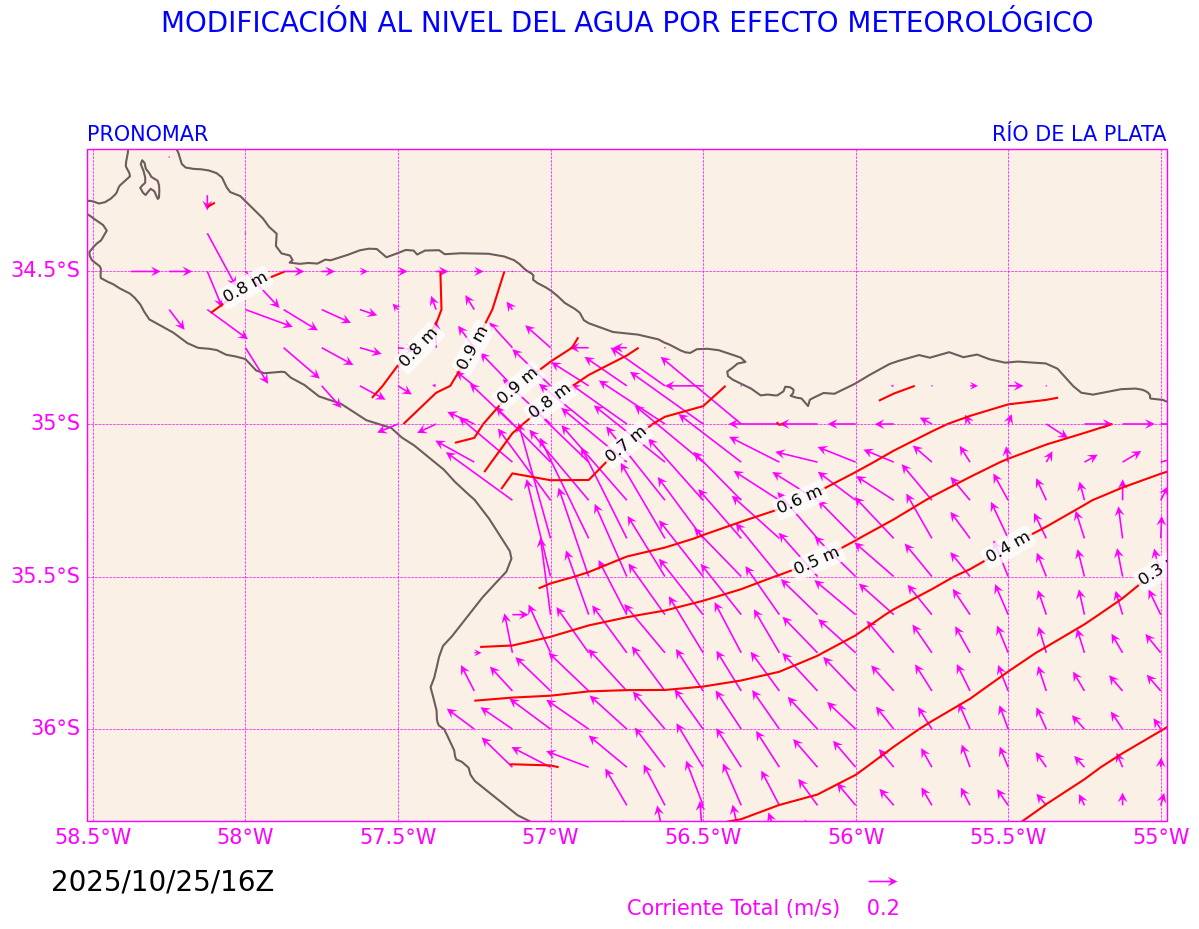 MODIFICACIÓN AL NIVEL DEL AGUA POR EFECTO METEOROLÓGICO
PRONOMAR
RÍO DE LA PLATA
34.5°S
35°S
35.5°S
36°S
0.8 m
0.8 m
0.9 m
0.9 m
0.8 m
0.7 m
0.6 m
0.5 m
0.4 m
0.3
58.5°W
58°W
57.5°W
57°W
56.5°W
56°W
55.5°W
55°W
2025/10/25/16Z
Corriente Total (m/s)
0.2